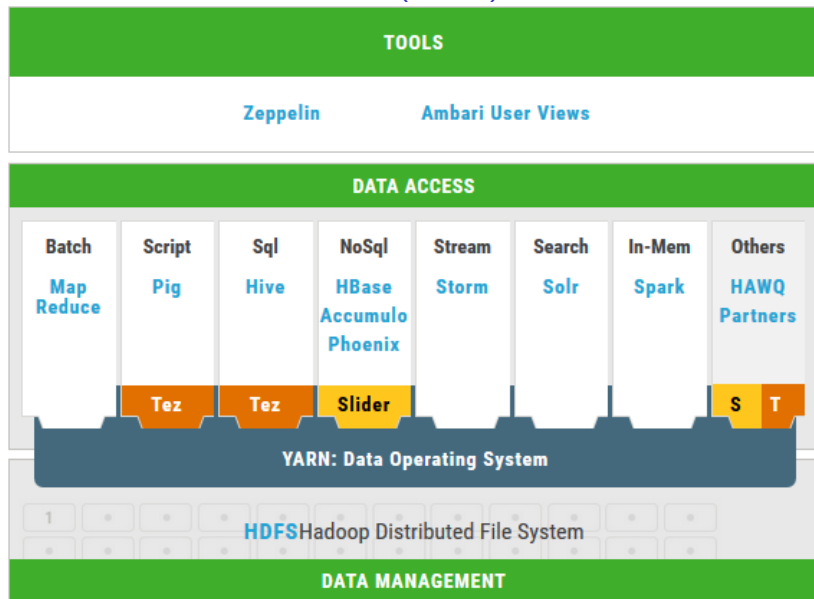 TOOLS
Zeppelin
Ambari User Views
DATA ACCESS
Batch
Map
Reduce
Script
Pig
Tez
Sql
Hive
Tez
NoSql
HBase
Accumulo
Phoenix
Slider
Stream
Storm
Search
Solr
In-Mem
Spark
Others
HAWQ
Partners
S
T
YARN: Data Operating System
1
HDFSHadoop Distributed File System
DATA MANAGEMENT